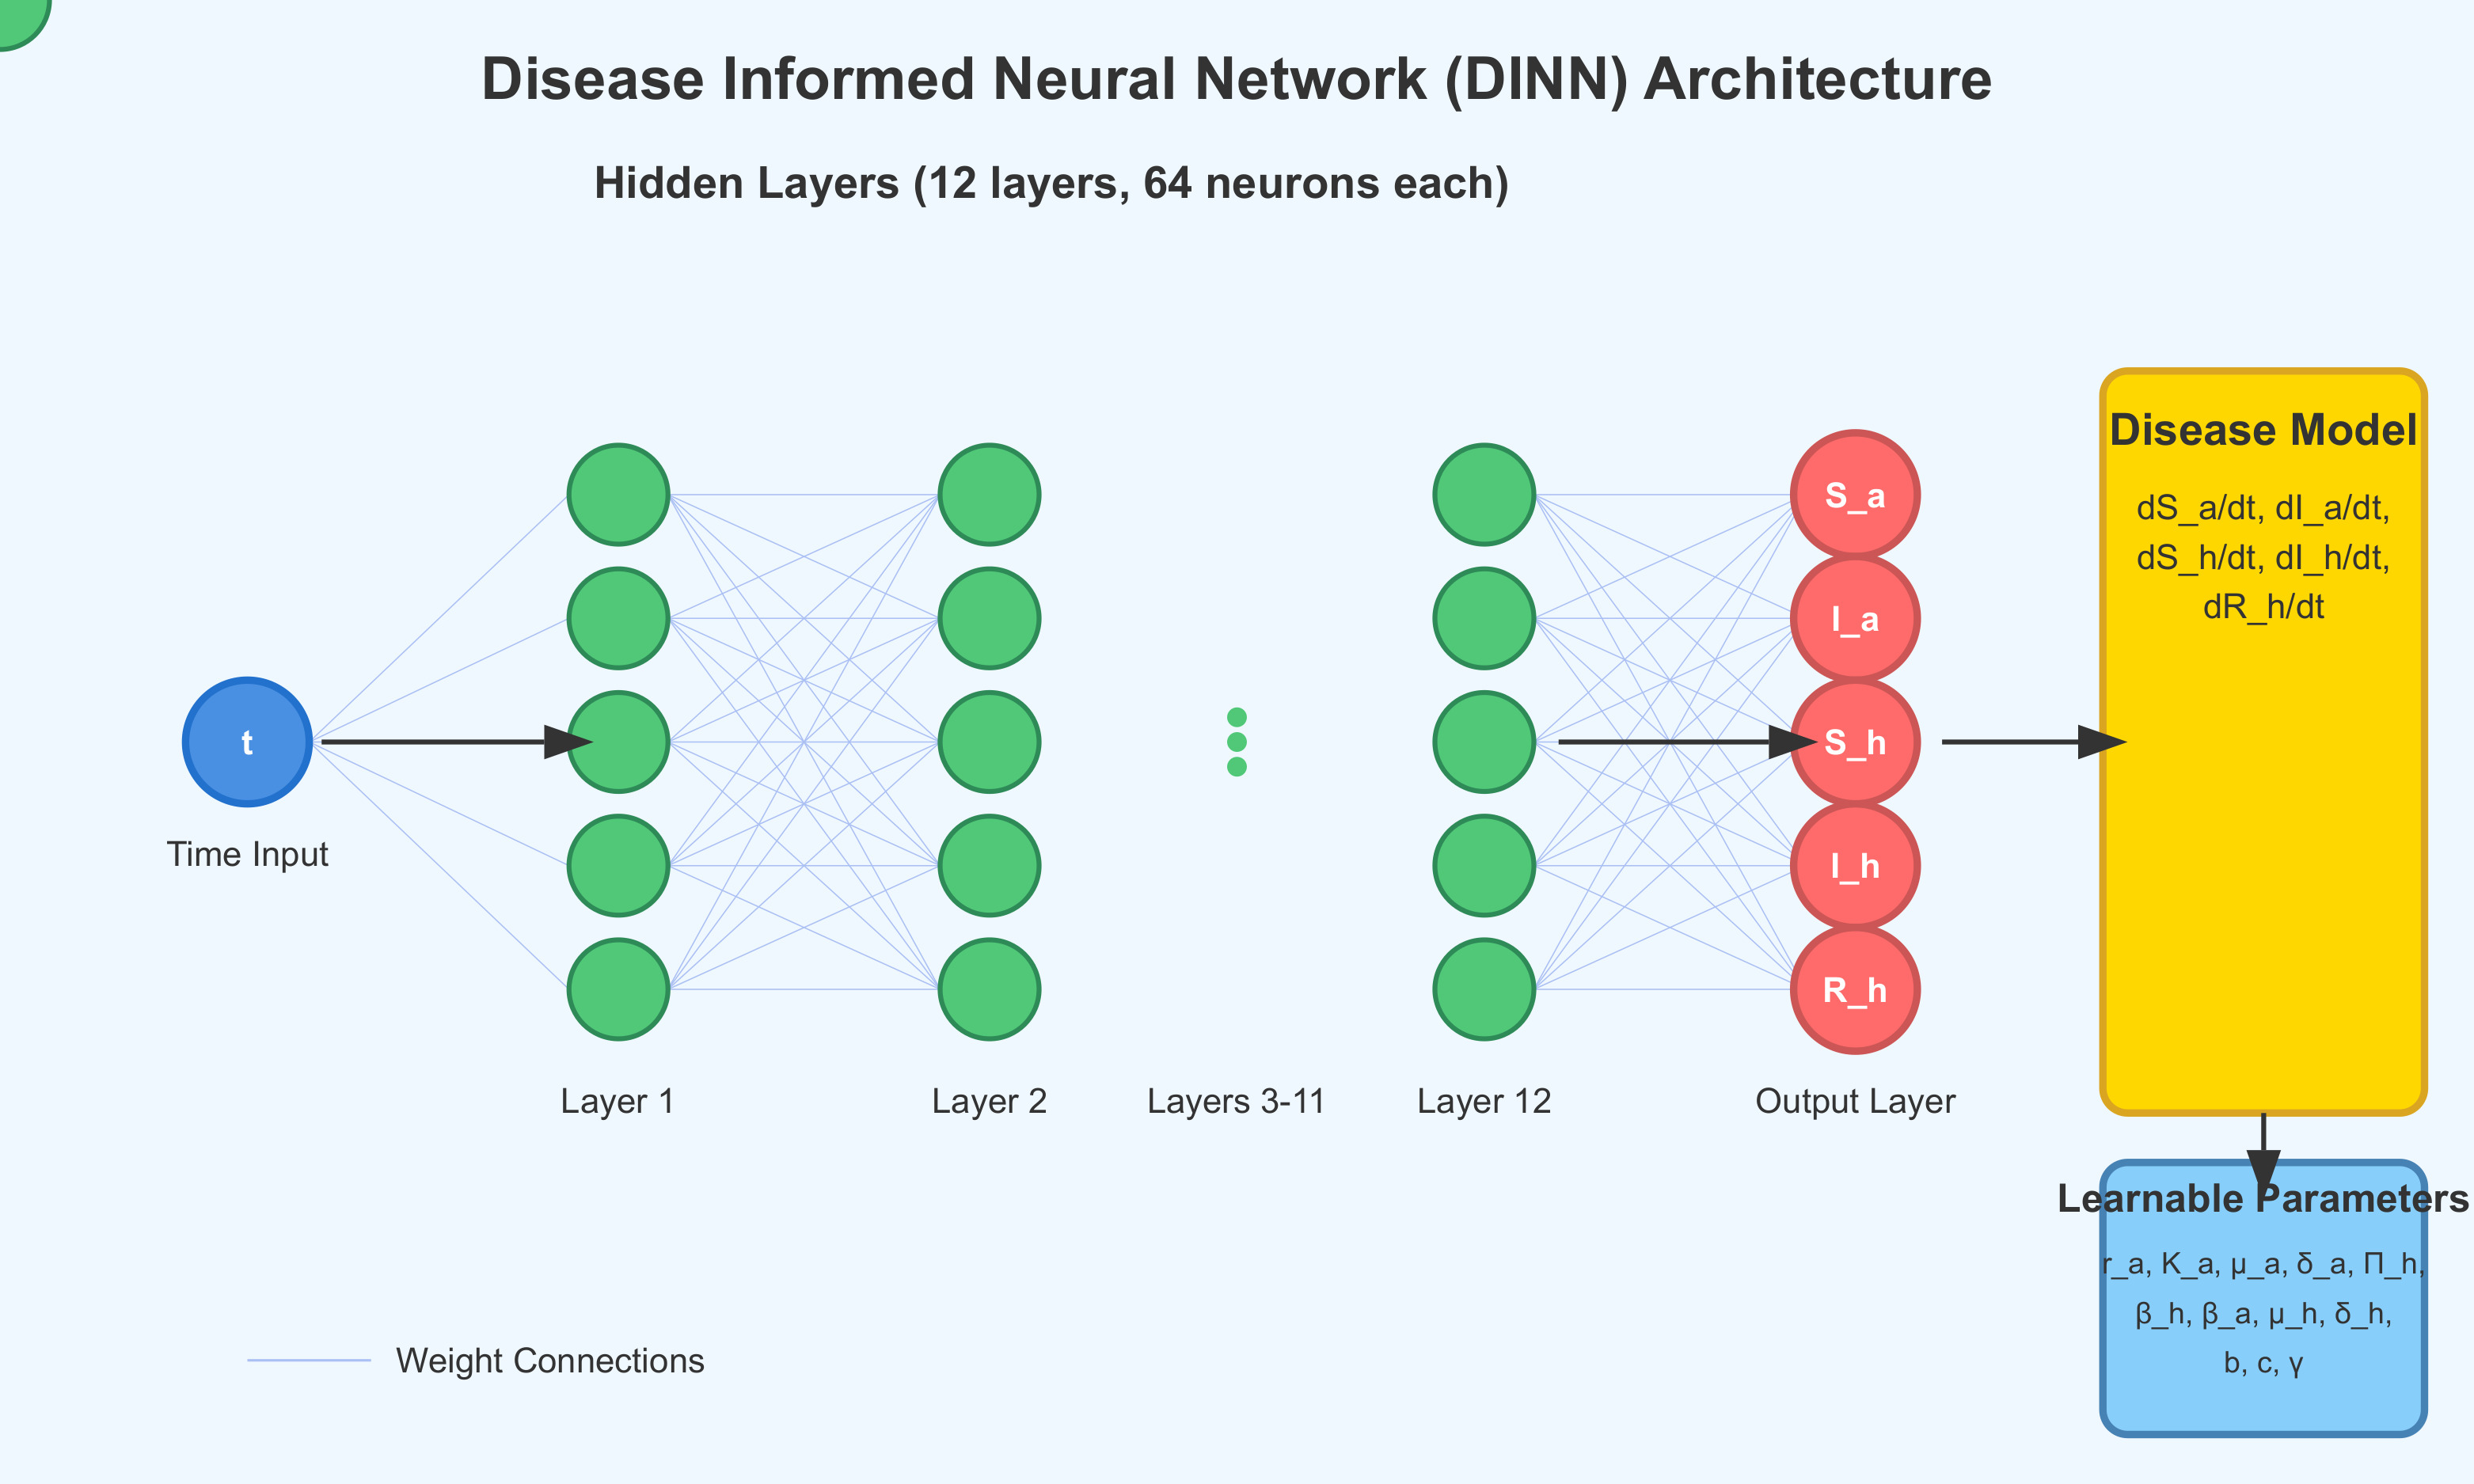 Disease Informed Neural Network (DINN) Architecture
Hidden Layers (12 layers, 64 neurons each)
t
Time Input
Layer 1
Layer 2
Layers 3-11
Layer 12
S_a
I_a
S_h
I_h
R_h
Output Layer
Disease Model
dS_a/dt, dI_a/dt,
dS_h/dt, dI_h/dt,
dR_h/dt
Learnable Parameters
r_a, K_a, μ_a, δ_a, Π_h,
β_h, β_a, μ_h, δ_h,
b, c, γ
Weight Connections